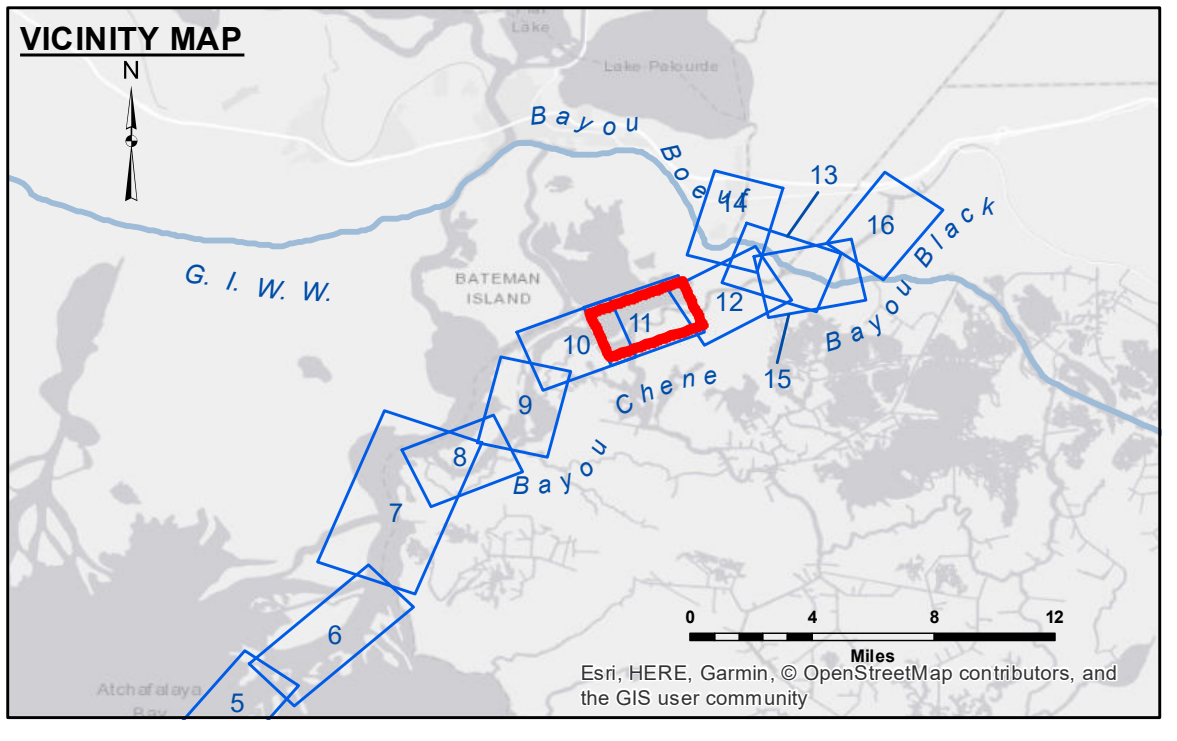 VICINITY MAP
N
Lake
Lake Palourde
Bayou
Boeuf
13
14
16
Bayou Black
G. I. W. W.
BATEMAN
ISLAND
12
11
10
15
Bayou Chene
9
8
7
6
5
Atchafalaya
Bay
0 4 8 12
Miles
Esri, HERE, Garmin, © OpenStreetMap contributors, and
the GIS user community